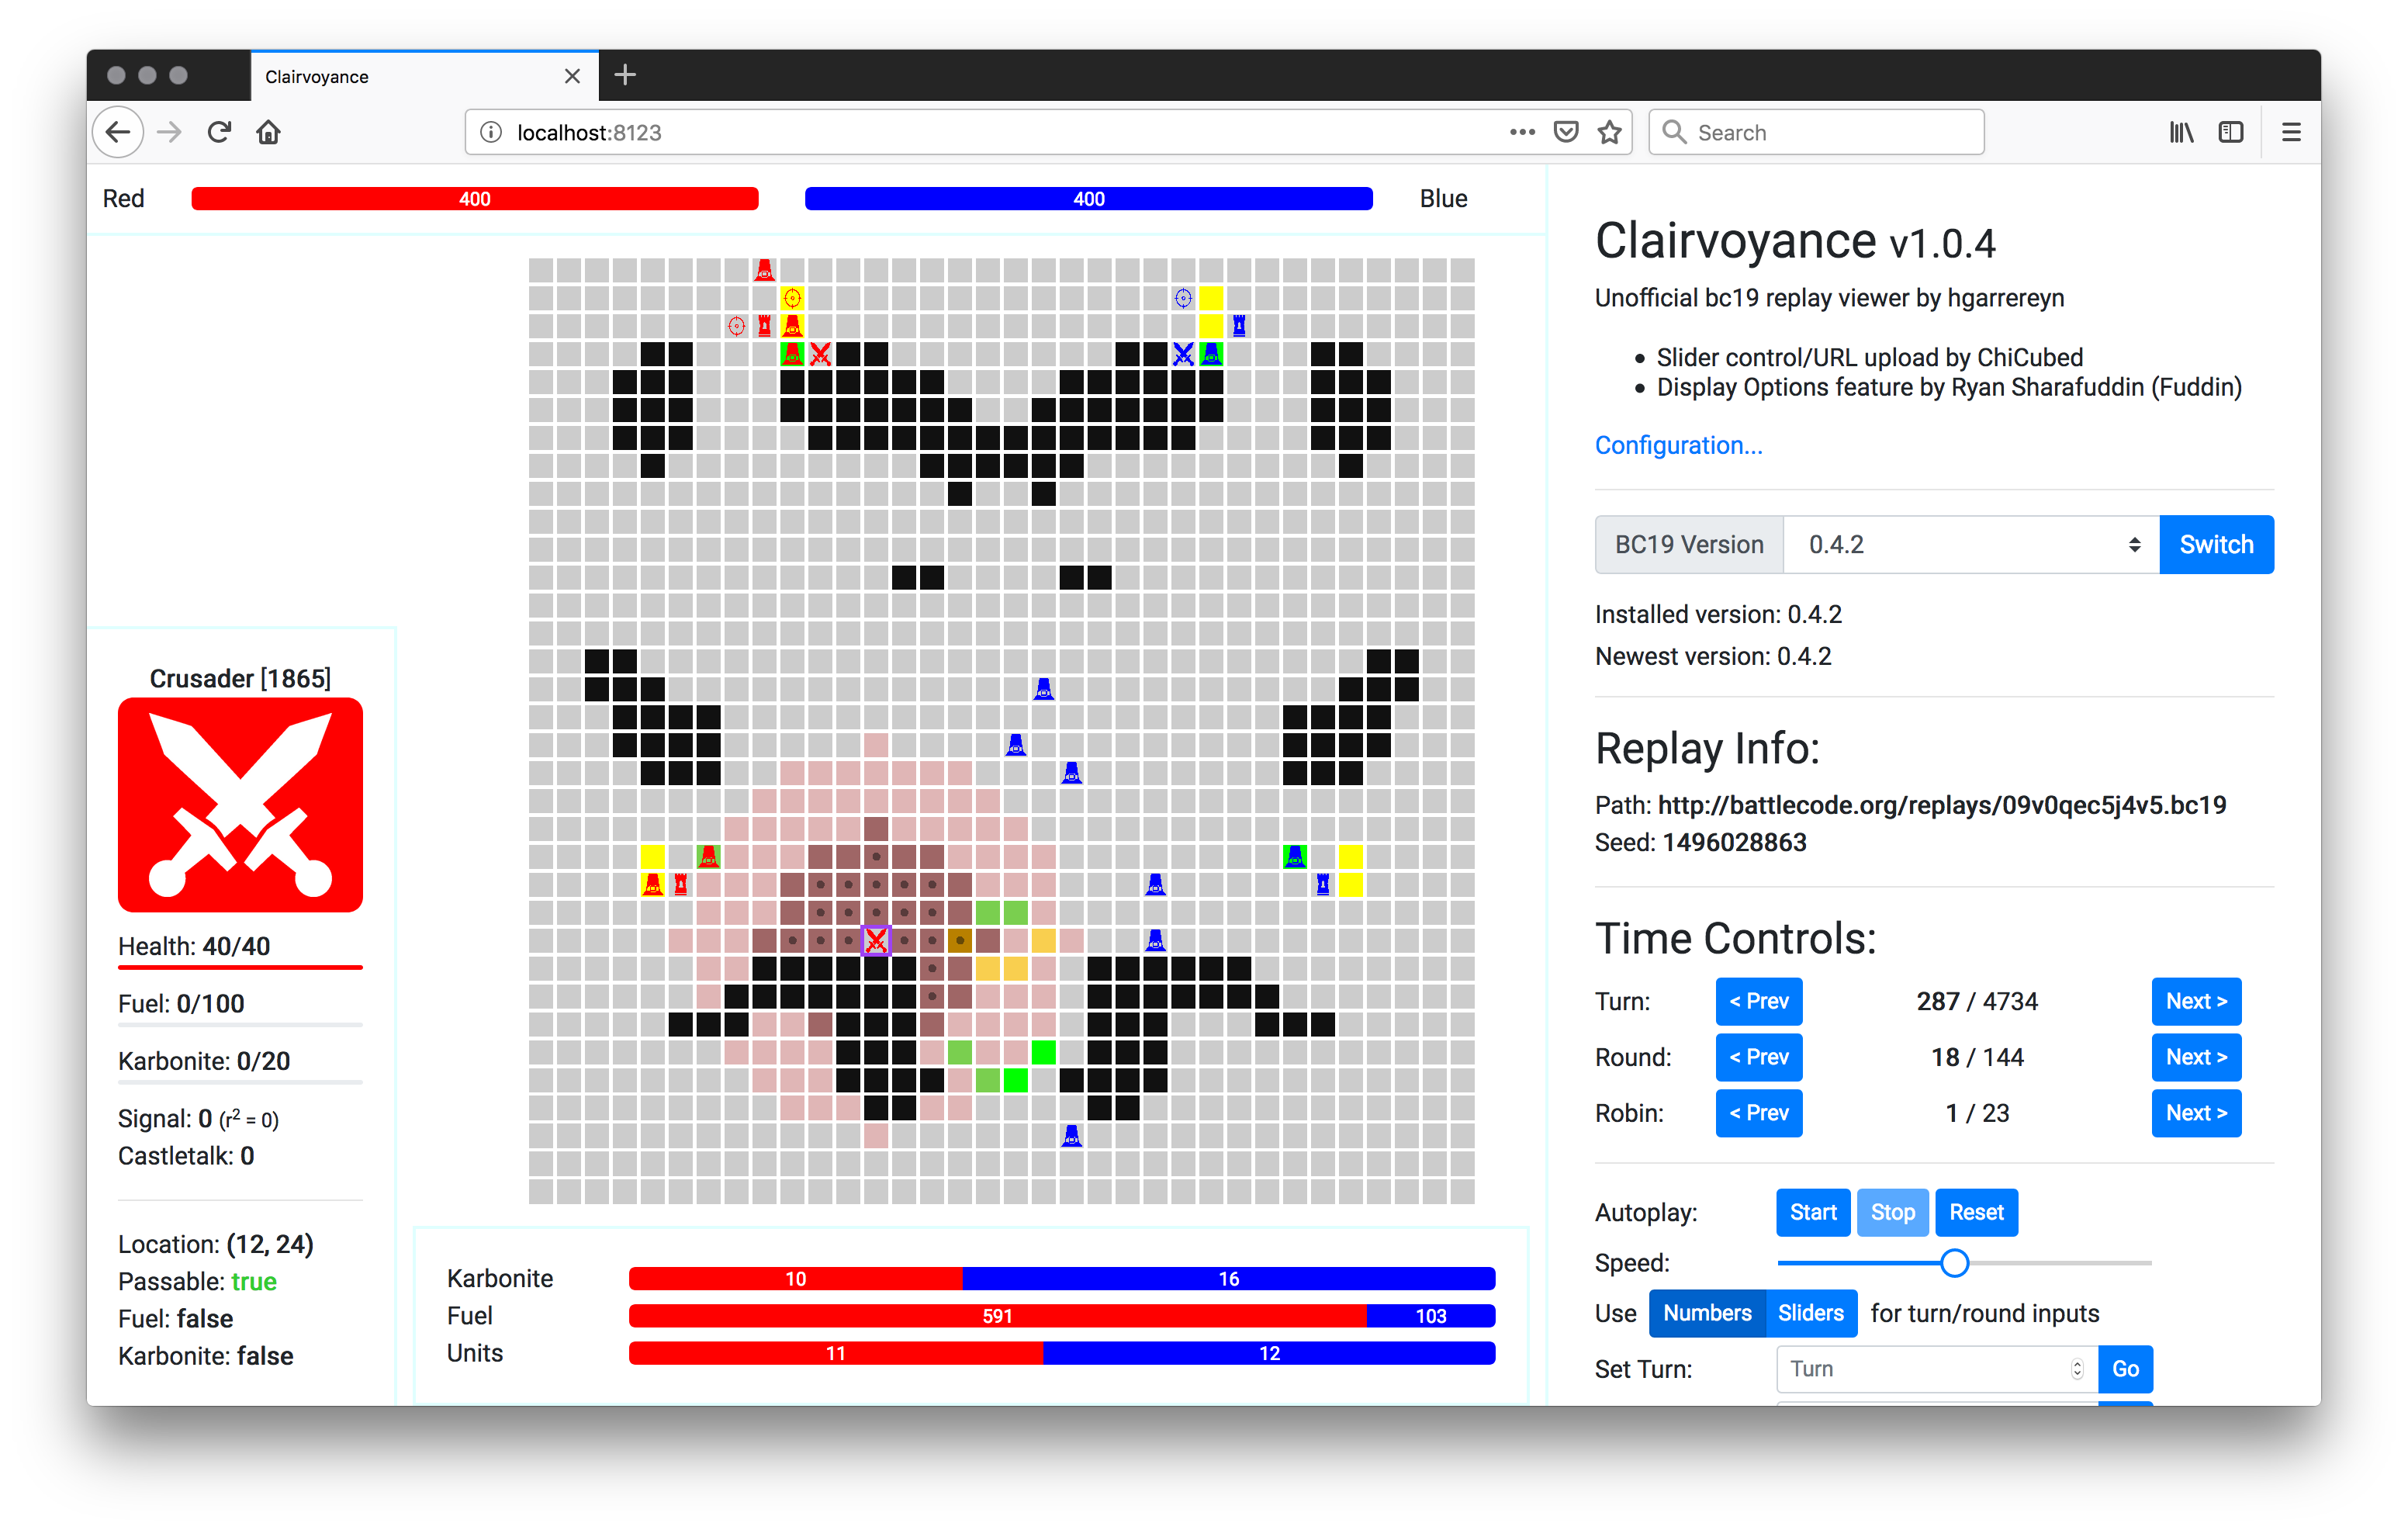 Clairvoyance
localhost:8123
Search
Red 400 400 Blue
Clairvoyance v1.0.4
Unofficial bc19 replay viewer by hgarrereyn
Slider control/URL upload by ChiCubed
Display Options feature by Ryan Sharafuddin (Fuddin)
Configuration...
BC19 Version 0.4.2 Switch
Installed version: 0.4.2
Newest version: 0.4.2
Replay Info:
Path: http://battlecode.org/replays/09v0qec5j4v5.bc19
Seed: 1496028863
Time Controls:
Turn: < Prev 287 / 4734 Next >
Round: < Prev 18 / 144 Next >
Robin: < Prev 1 / 23 Next >
Autoplay: Start Stop Reset
Speed:
Use Numbers Sliders for turn/round inputs
Set Turn: Turn Go
Crusader [1865]
Health: 40/40
Fuel: 0/100
Karbonite: 0/20
Signal: 0 (r² = 0)
Castletalk: 0
Location: (12, 24)
Passable: true
Fuel: false
Karbonite: false
Karbonite 10 16
Fuel 591 103
Units 11 12